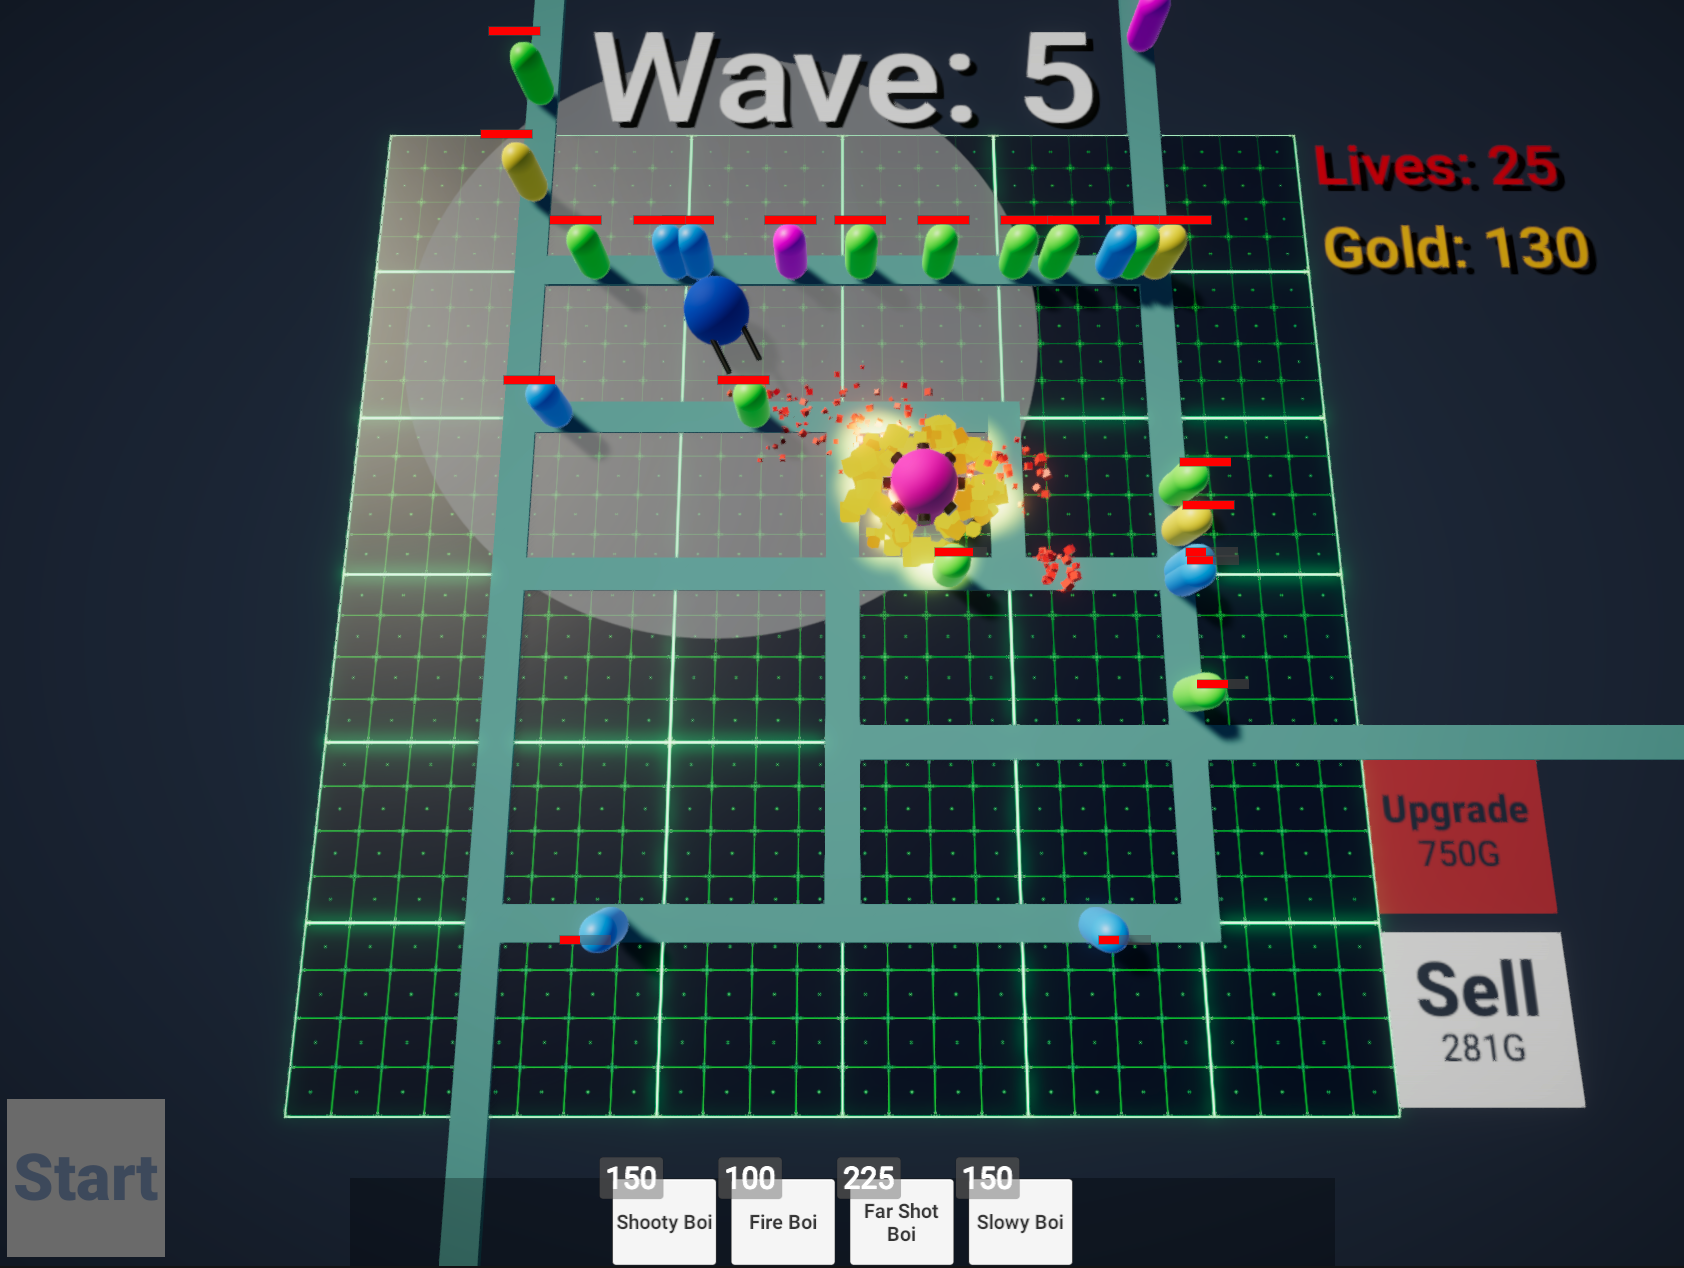 Wave: 5
Lives: 25
Gold: 130
Upgrade
750G
Sell
281G
Start
150
Shooty Boi
100
Fire Boi
225
Far Shot
Boi
150
Slowy Boi